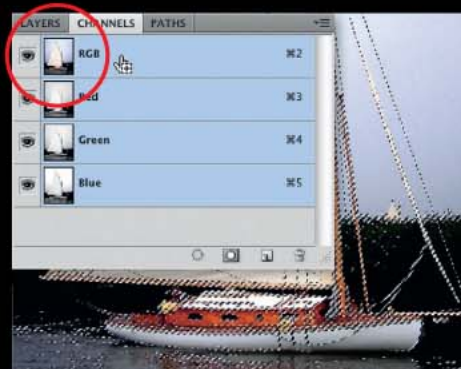 LAYERS CHANNELS PATHS
RGB ⌘2
Red ⌘3
Green ⌘4
Blue ⌘5